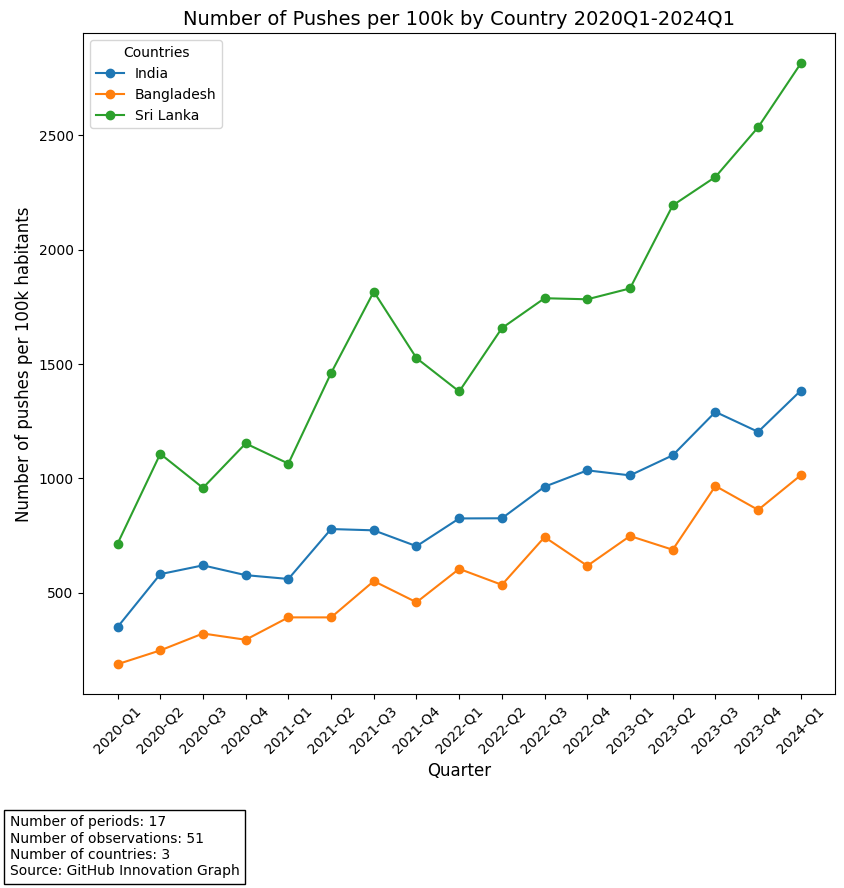 Number of Pushes per 100k by Country 2020Q1-2024Q1
Countries
India
Bangladesh
Sri Lanka
Number of pushes per 100k habitants
2500
2000
1500
1000
500
2020-Q1
2020-Q2
2020-Q3
2020-Q4
2021-Q1
2021-Q2
2021-Q3
2021-Q4
2022-Q1
2022-Q2
2022-Q3
2022-Q4
2023-Q1
2023-Q2
2023-Q3
2023-Q4
2024-Q1
Quarter
Number of periods: 17
Number of observations: 51
Number of countries: 3
Source: GitHub Innovation Graph